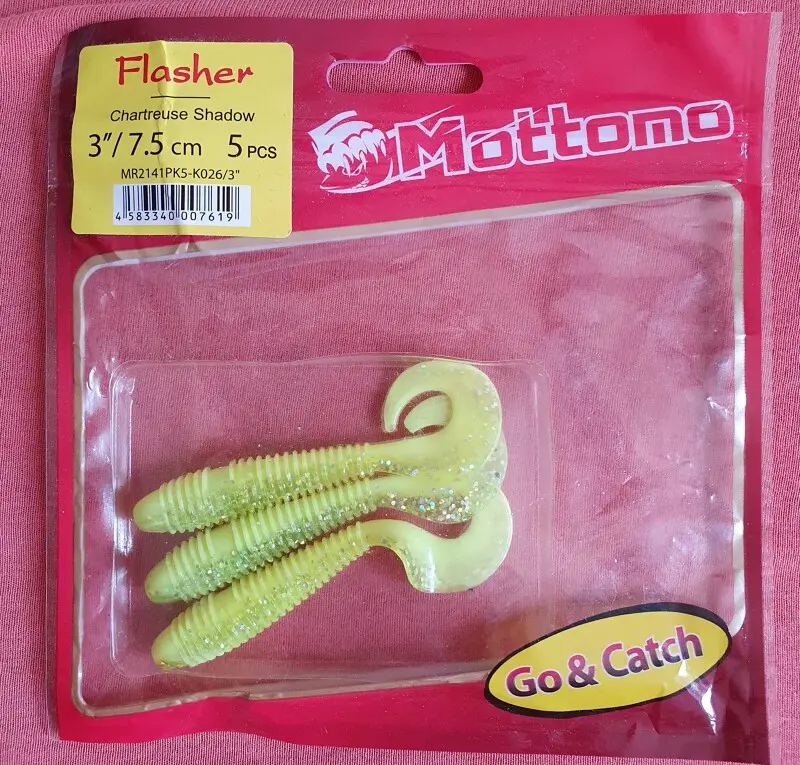 Flasher
Chartreuse Shadow
3"/ 7.5 cm 5 PCS
MR2141PK5-K026/3"
4 583340 007619
Mottomo
Go & Catch